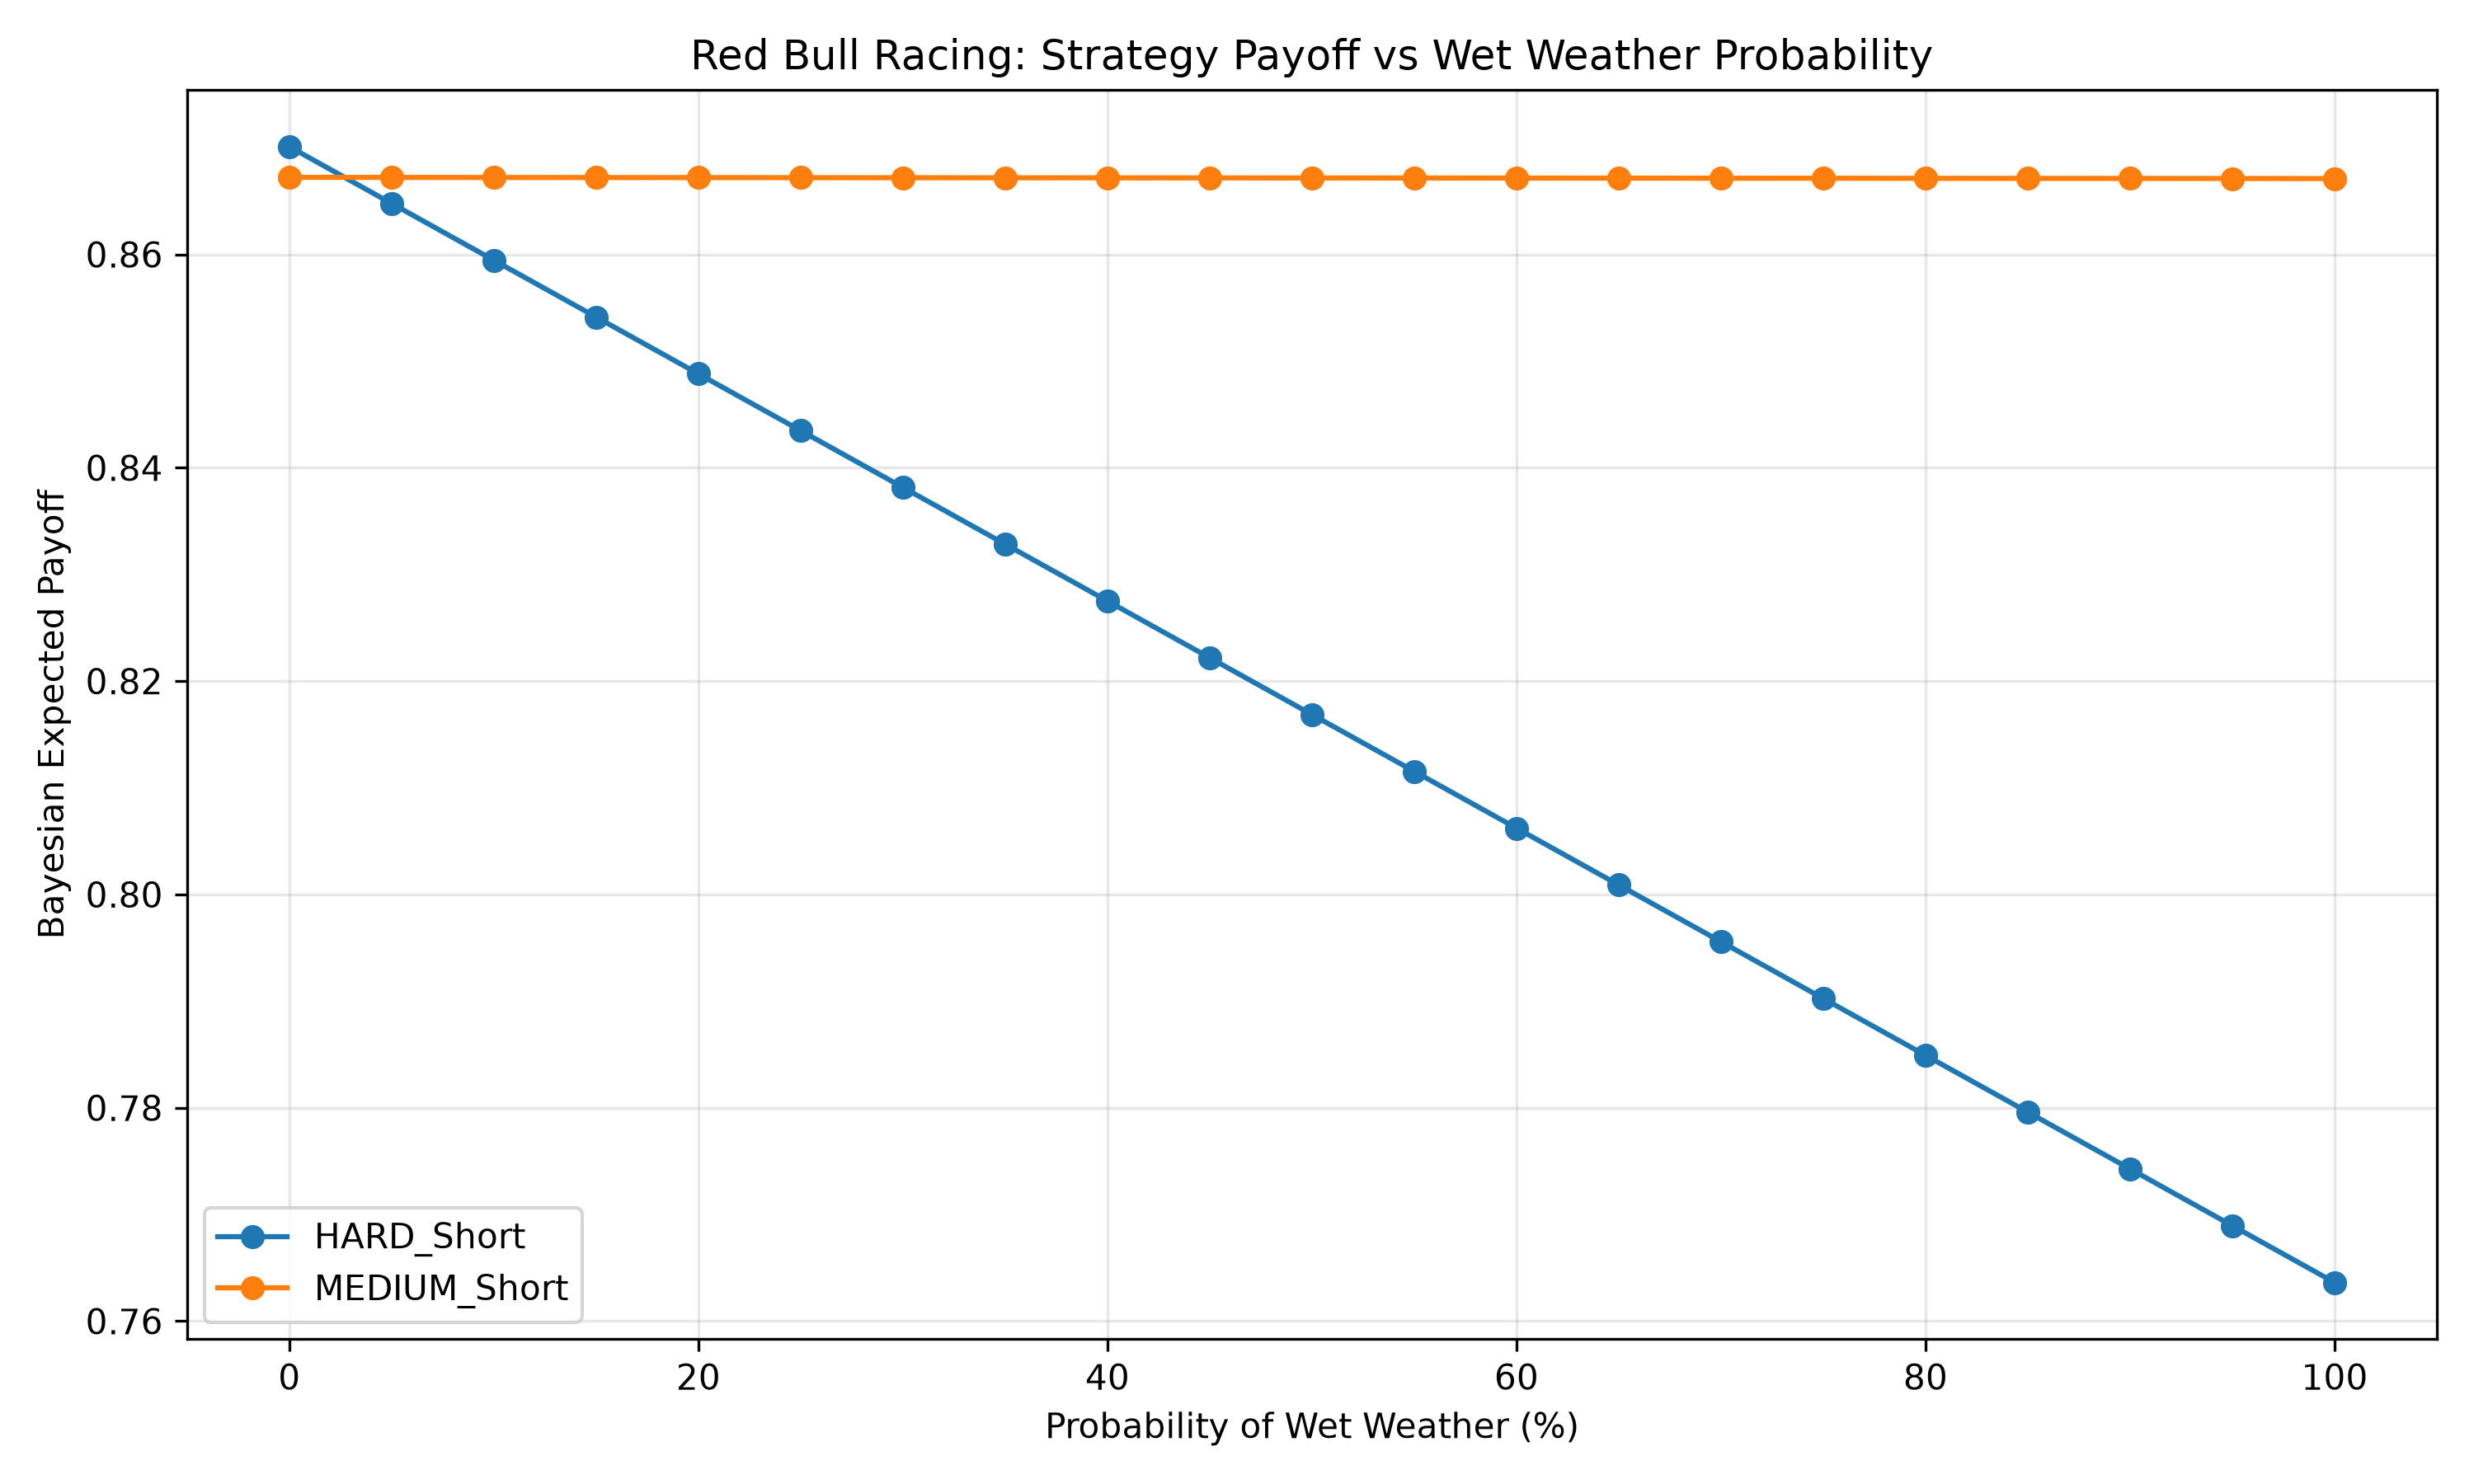 Red Bull Racing: Strategy Payoff vs Wet Weather Probability
Bayesian Expected Payoff
0.86
0.84
0.82
0.80
0.78
0.76
HARD_Short
MEDIUM_Short
0 20 40 60 80 100
Probability of Wet Weather (%)